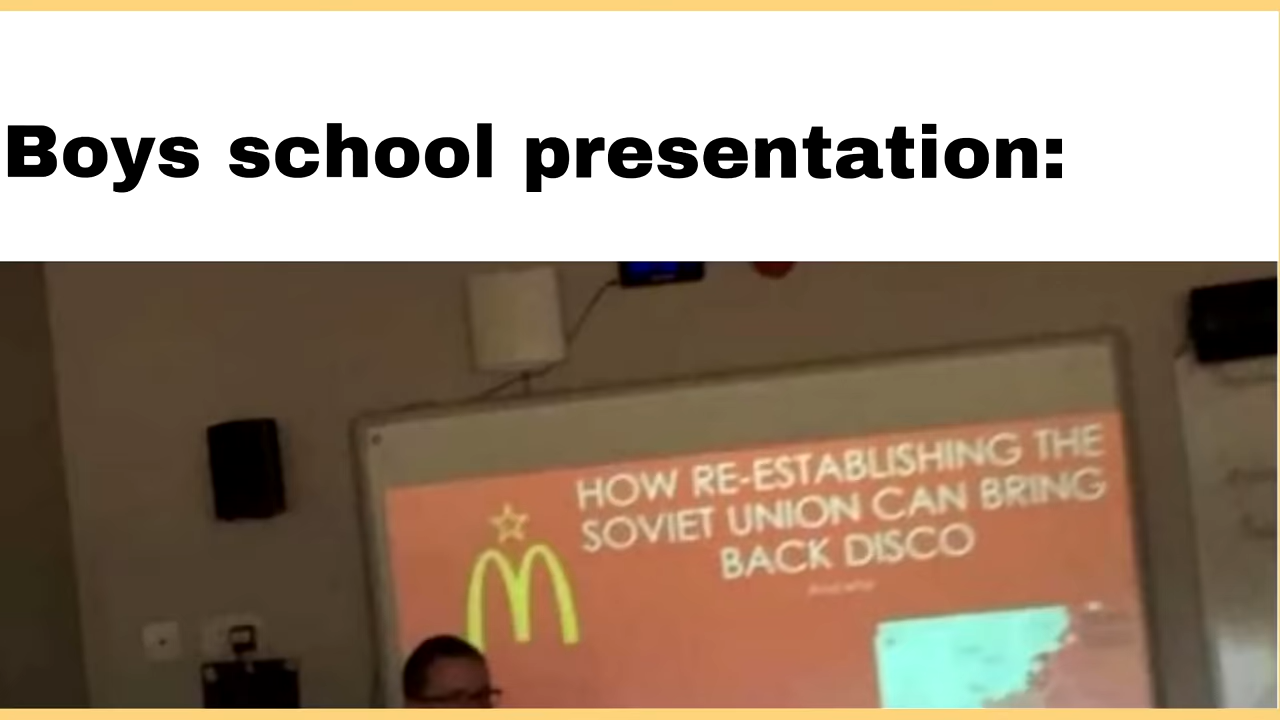 Boys school presentation:
HOW RE-ESTABLISHING THE
SOVIET UNION CAN BRING
BACK DISCO